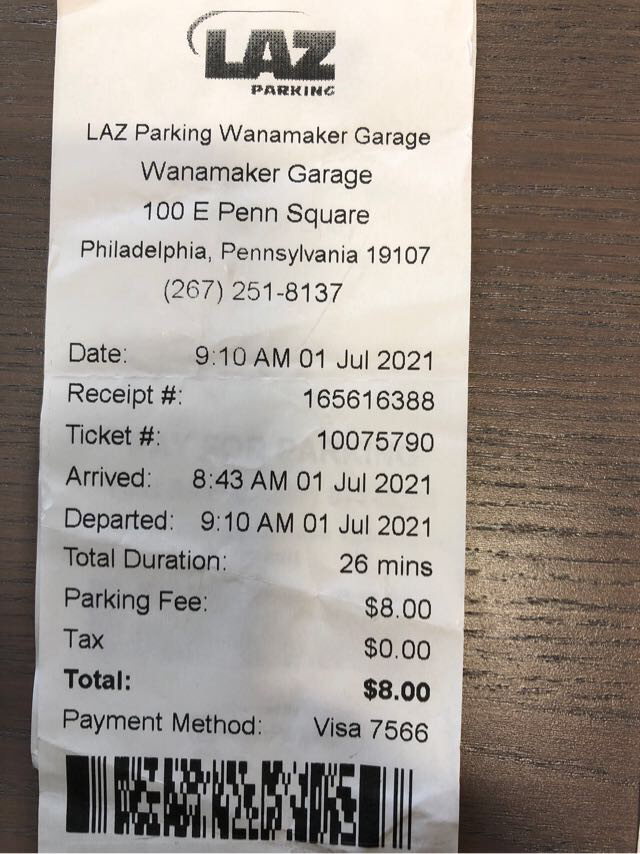 LAZ
PARKING
LAZ Parking Wanamaker Garage
Wanamaker Garage
100 E Penn Square
Philadelphia, Pennsylvania 19107
(267) 251-8137
Date: 9:10 AM 01 Jul 2021
Receipt #: 165616388
Ticket #: 10075790
Arrived: 8:43 AM 01 Jul 2021
Departed: 9:10 AM 01 Jul 2021
Total Duration: 26 mins
Parking Fee: $8.00
Tax $0.00
Total: $8.00
Payment Method: Visa 7566